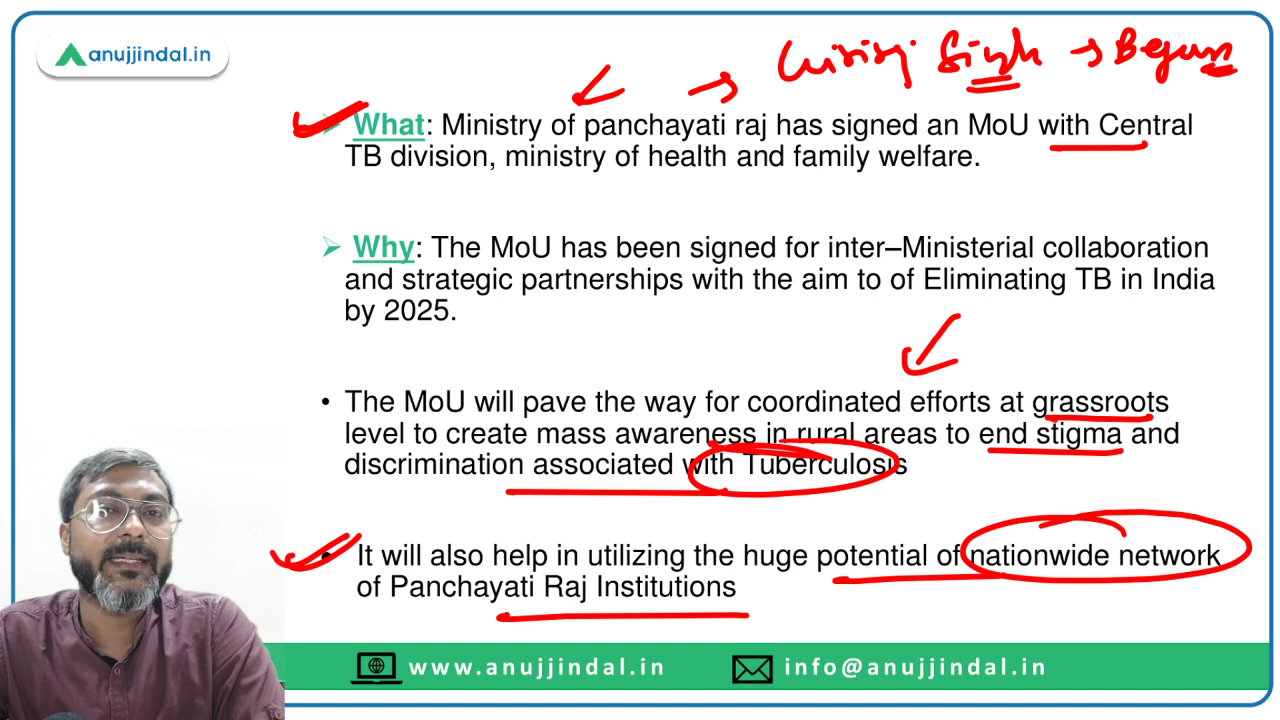 anujjindal.in
Giriraj Singh → Begusa
What: Ministry of panchayati raj has signed an MoU with Central
TB division, ministry of health and family welfare.
Why: The MoU has been signed for inter–Ministerial collaboration
and strategic partnerships with the aim to of Eliminating TB in India
by 2025.
• The MoU will pave the way for coordinated efforts at grassroots
level to create mass awareness in rural areas to end stigma and
discrimination associated with Tuberculosis
• It will also help in utilizing the huge potential of nationwide network
of Panchayati Raj Institutions
www.anujjindal.in info@anujjindal.in